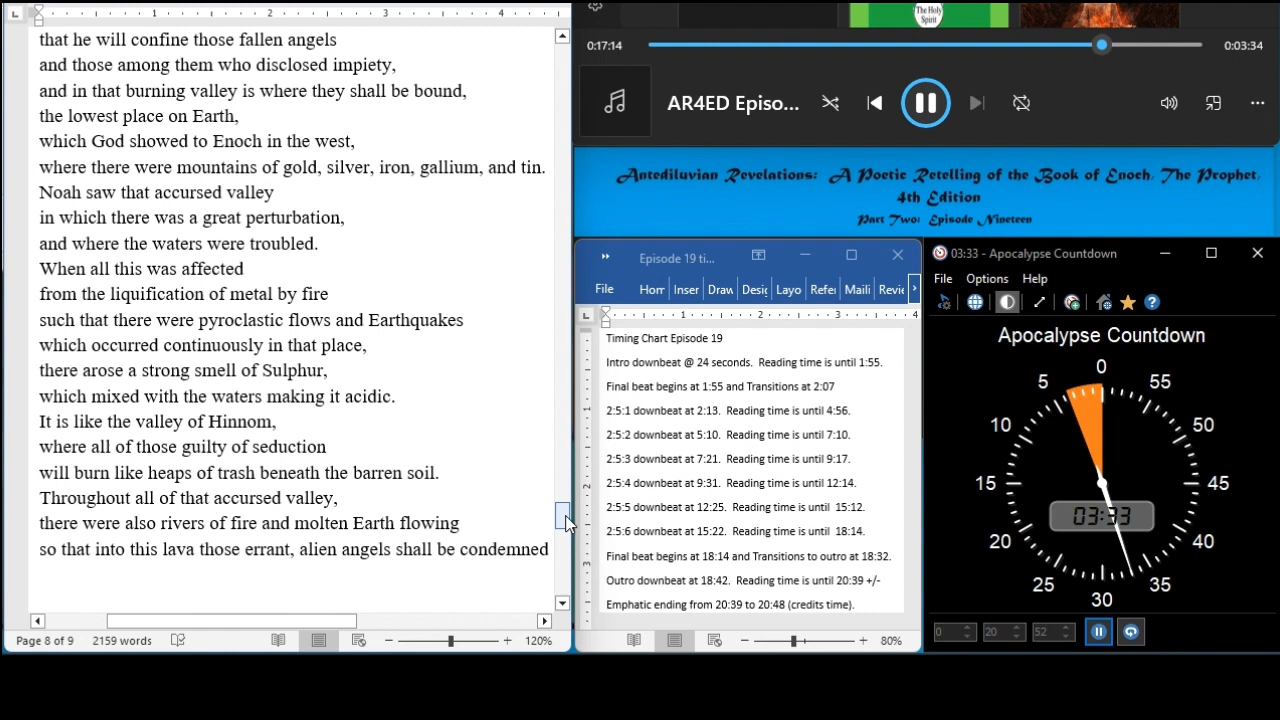 that he will confine those fallen angels
and those among them who disclosed impiety,
and in that burning valley is where they shall be bound,
the lowest place on Earth,
which God showed to Enoch in the west,
where there were mountains of gold, silver, iron, gallium, and tin.
Noah saw that accursed valley
in which there was a great perturbation,
and where the waters were troubled.
When all this was affected
from the liquification of metal by fire
such that there were pyroclastic flows and Earthquakes
which occurred continuously in that place,
there arose a strong smell of Sulphur,
which mixed with the waters making it acidic.
It is like the valley of Hinnom,
where all of those guilty of seduction
will burn like heaps of trash beneath the barren soil.
Throughout all of that accursed valley,
there were also rivers of fire and molten Earth flowing
so that into this lava those errant, alien angels shall be condemned
Page 8 of 9 2159 words 120%
The Holy
Spirit
0:17:14 0:03:34
AR4ED Episo...
Antediluvian Revelations: A Poetic Retelling of the Book of Enoch, The Prophet,
4th Edition
Part Two: Episode Nineteen
Episode 19 ti...
File Horr Inser Draw Desig Layo Refer Maili Revie
1 2 3 4
Timing Chart Episode 19
Intro downbeat @ 24 seconds. Reading time is until 1:55.
Final beat begins at 1:55 and Transitions at 2:07
2:5:1 downbeat at 2:13. Reading time is until 4:56.
2:5:2 downbeat at 5:10. Reading time is until 7:10.
2:5:3 downbeat at 7:21. Reading time is until 9:17.
2:5:4 downbeat at 9:31. Reading time is until 12:14.
2:5:5 downbeat at 12:25. Reading time is until 15:12.
2:5:6 downbeat at 15:22. Reading time is until 18:14.
Final beat begins at 18:14 and Transitions to outro at 18:32.
Outro downbeat at 18:42. Reading time is until 20:39 +/-
Emphatic ending from 20:39 to 20:48 (credits time).
80%
03:33 - Apocalypse Countdown
File Options Help
Apocalypse Countdown
0
5 55
10 50
15 45
03:33
20 40
25 35
30
0 20 52